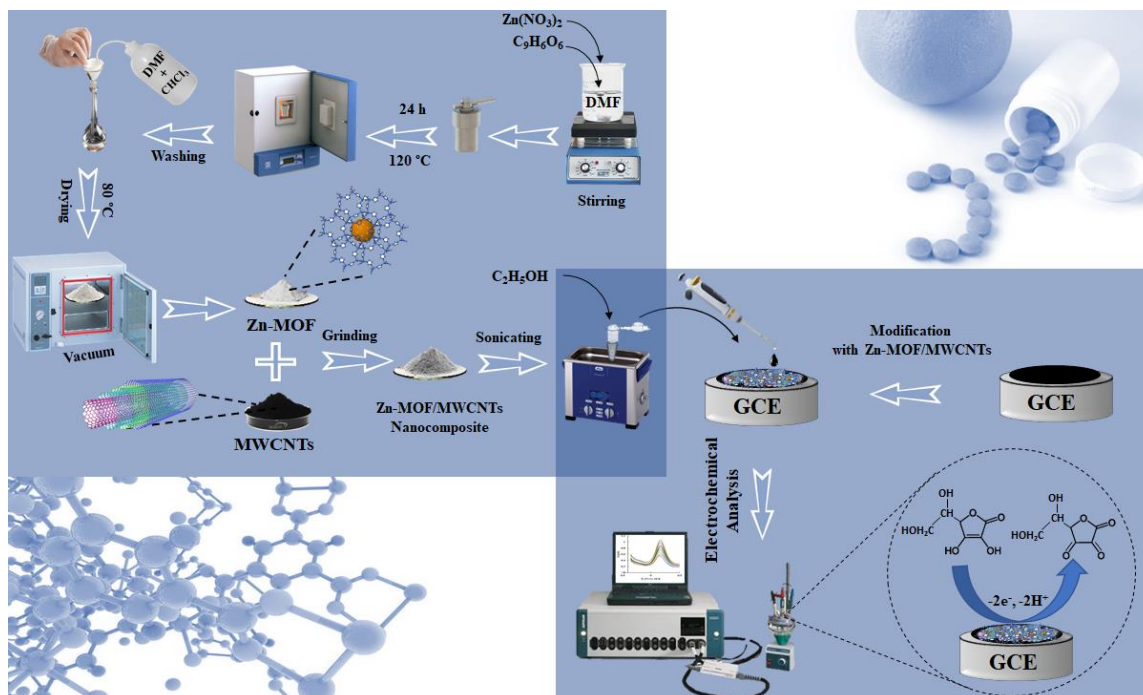 Zn(NO₃)₂
C₉H₆O₆
DMF
Stirring
24 h
120 °C
DMF
+
CHCl₃
Washing
80 °C
Drying
Vacuum
Zn-MOF
MWCNTs
Grinding
Zn-MOF/MWCNTs
Nanocomposite
Sonicating
C₂H₅OH
GCE
Modification
with Zn-MOF/MWCNTs
GCE
Electrochemical
Analysis
OH
HOH₂C
O
O
HO
OH
OH
HOH₂C
O
O
O
O
-2e⁻, -2H⁺
GCE